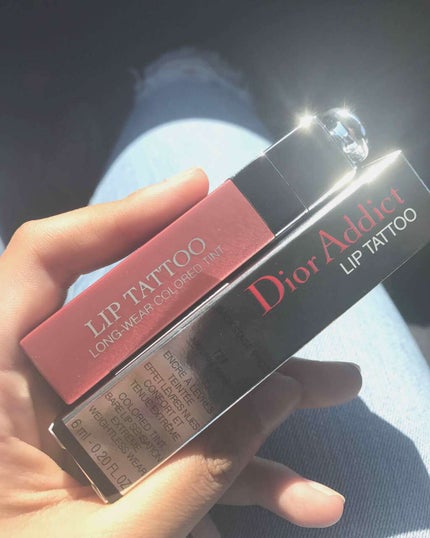 LIP TATTOO
LONG-WEAR COLORED TINT
Dior Addict
LIP TATTOO
ENCRE À LÈVRES
TEINTÉE
EFFET LÈVRES NUES
CONFORT ET
TENUE EXTRÊME
COLORED TINT
BARE LIP SENSATION
EXTREME
WEIGHTLESS WEAR
6 ml - 0.20 FL.OZ